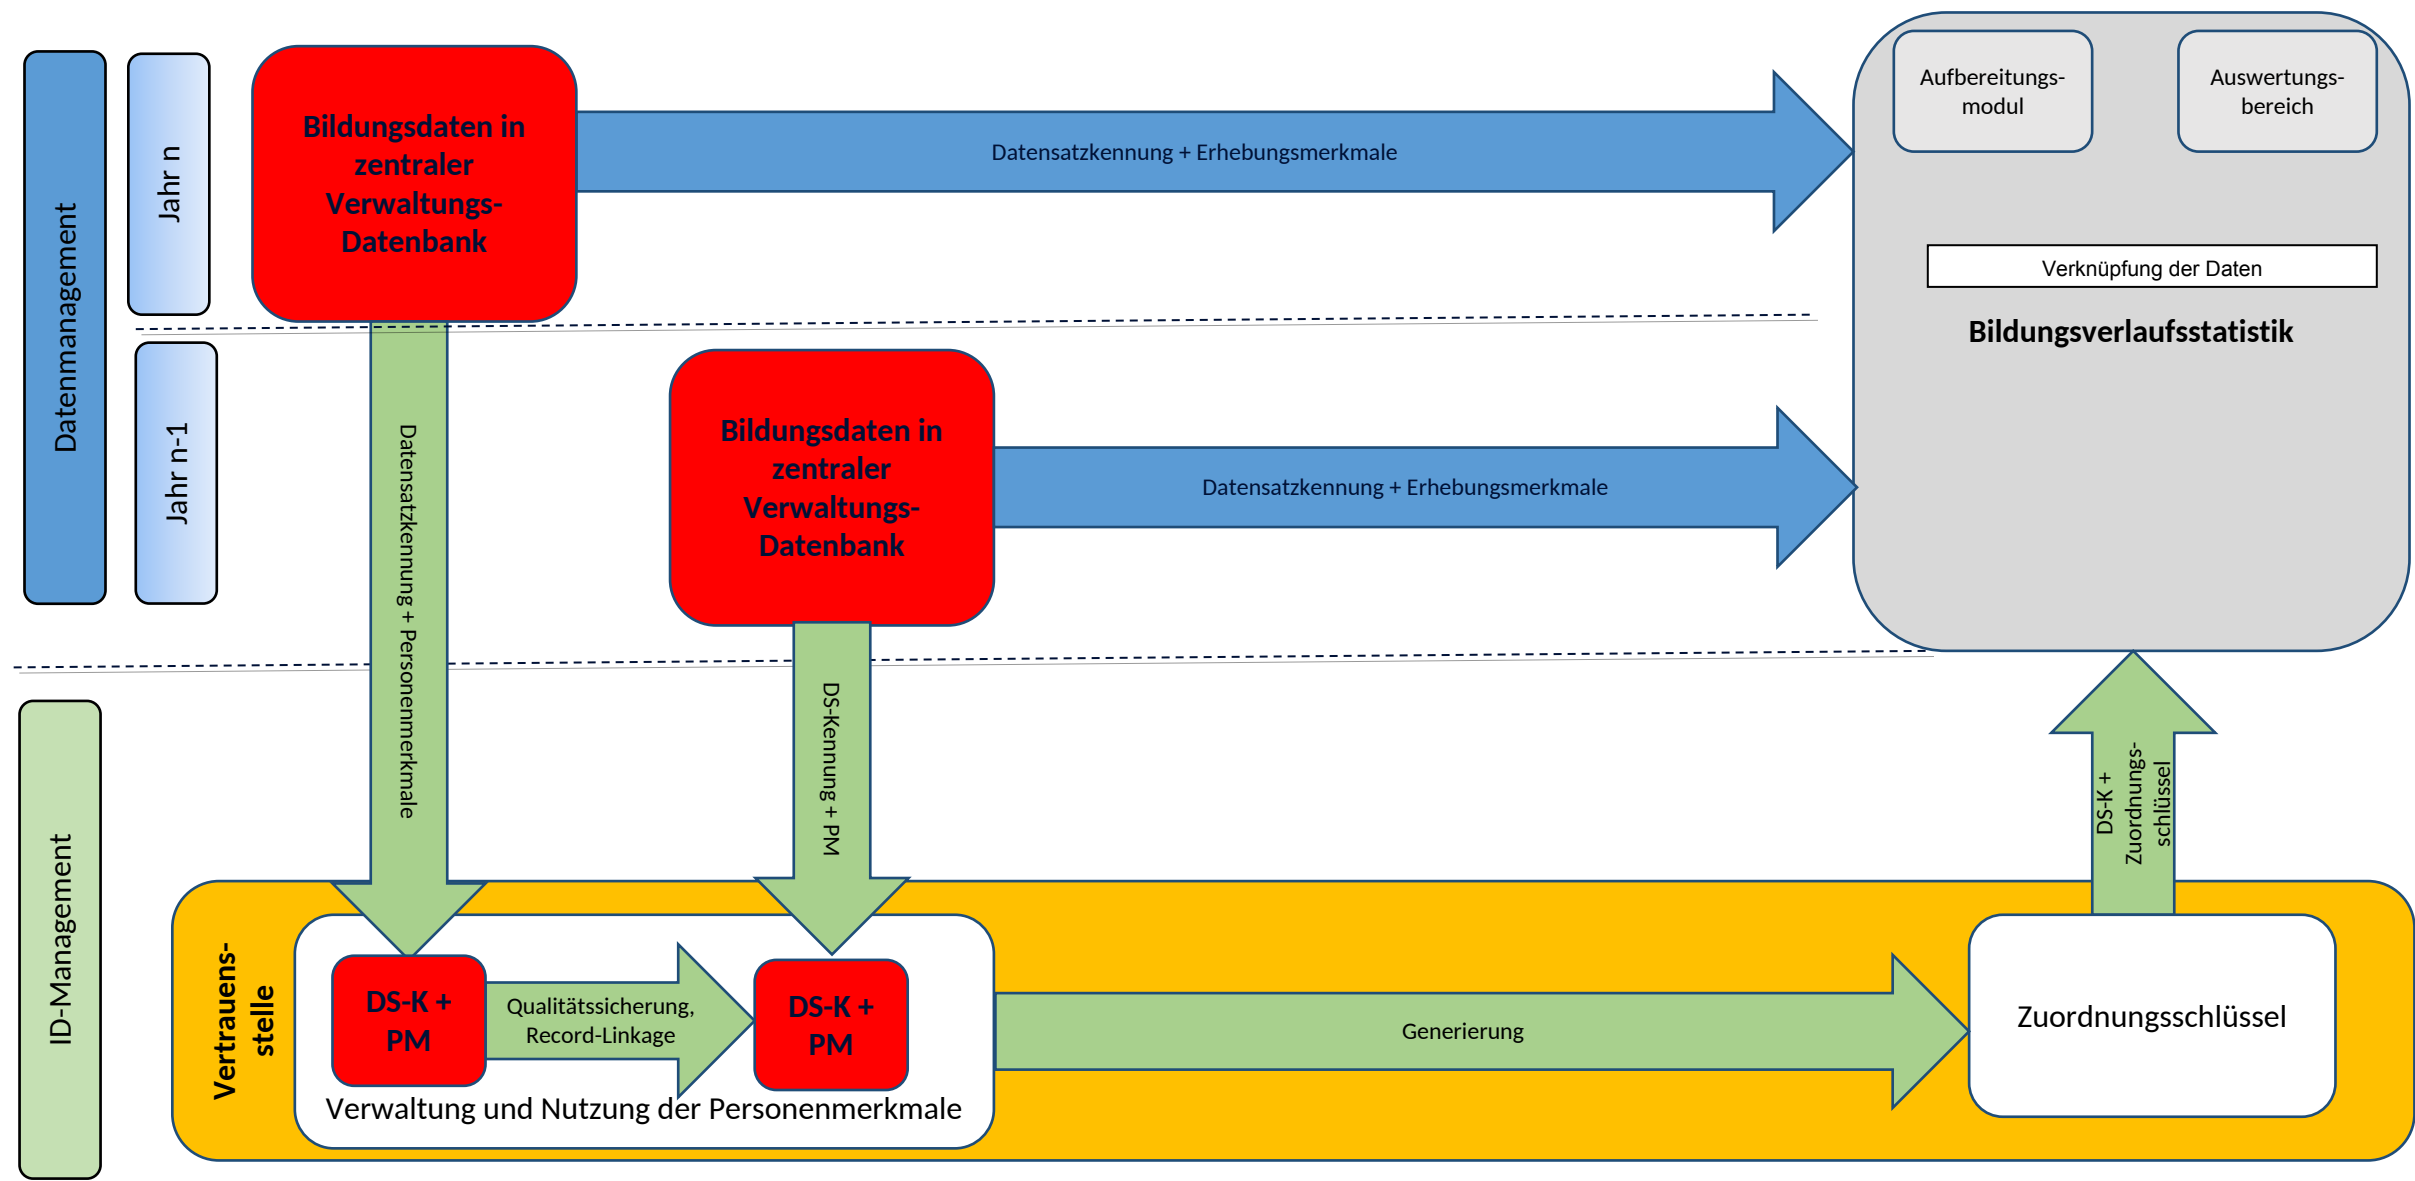 Datenmanagement
Jahr n
Bildungsdaten in
zentraler
Verwaltungs-
Datenbank
Datensatzkennung + Erhebungsmerkmale
Aufbereitungs-
modul
Auswertungs-
bereich
Verknüpfung der Daten
Bildungsverlaufsstatistik
Jahr n-1
Bildungsdaten in
zentraler
Verwaltungs-
Datenbank
Datensatzkennung + Erhebungsmerkmale
Datensatzkennung + Personenmerkmale
DS-Kennung + PM
DS-K +
Zuordnungs-
schlüssel
ID-Management
Vertrauens-
stelle
DS-K +
PM
Qualitätssicherung,
Record-Linkage
DS-K +
PM
Verwaltung und Nutzung der Personenmerkmale
Generierung
Zuordnungsschlüssel